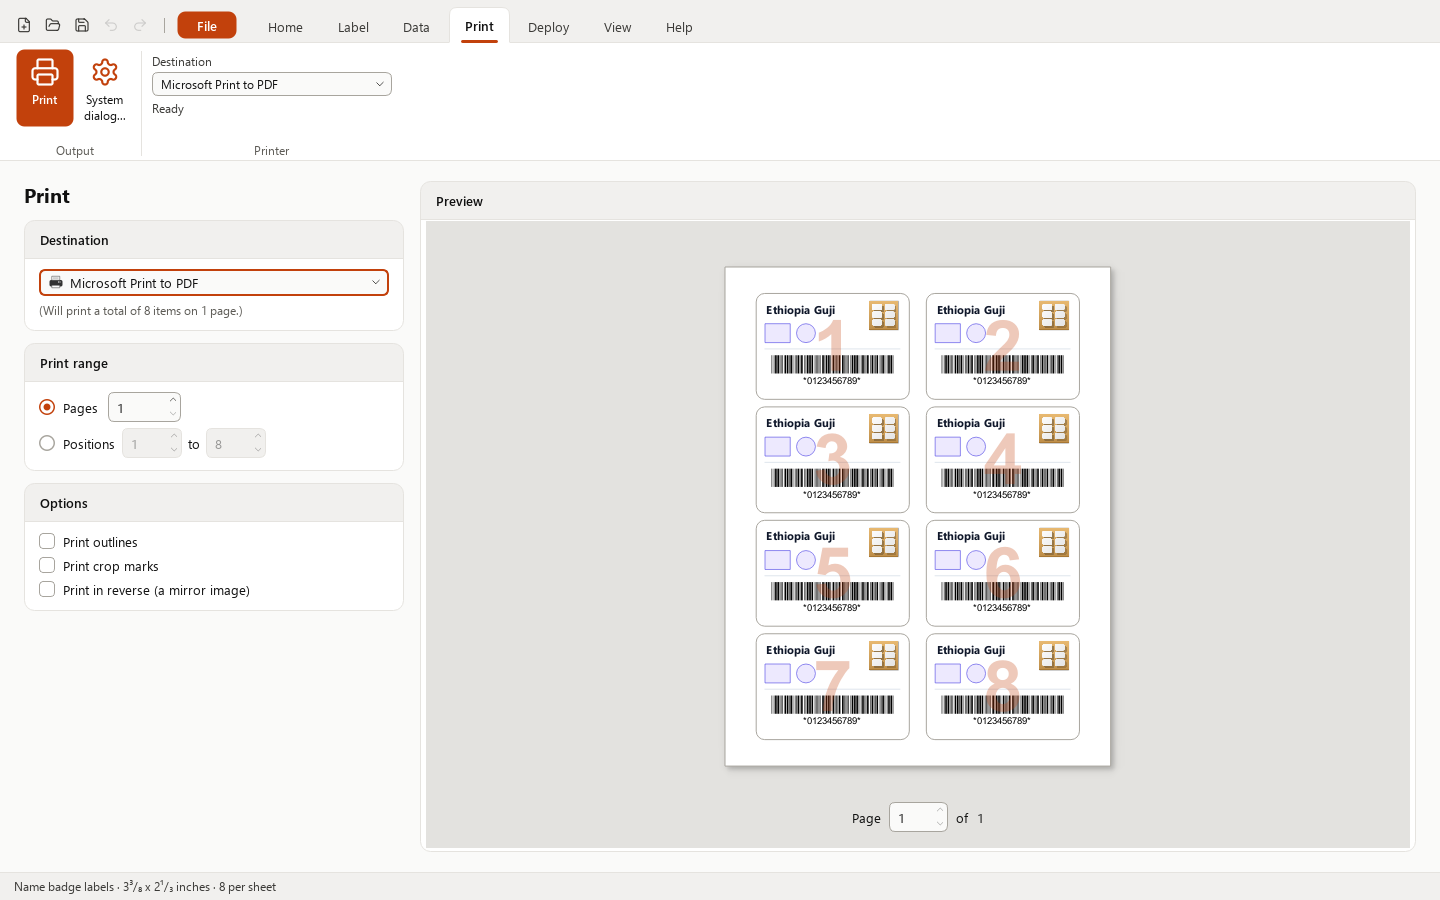 File
Home
Label
Data
Print
Deploy
View
Help
Print
System
dialog...
Output
Destination
Microsoft Print to PDF
Ready
Printer
Print
Destination
Microsoft Print to PDF
(Will print a total of 8 items on 1 page.)
Print range
Pages 1
Positions 1 to 8
Options
Print outlines
Print crop marks
Print in reverse (a mirror image)
Preview
Ethiopia Guji
1
*0123456789*
Ethiopia Guji
2
*0123456789*
Ethiopia Guji
3
*0123456789*
Ethiopia Guji
4
*0123456789*
Ethiopia Guji
5
*0123456789*
Ethiopia Guji
6
*0123456789*
Ethiopia Guji
7
*0123456789*
Ethiopia Guji
8
*0123456789*
Page 1 of 1
Name badge labels · 3³/₈ x 2¹/₃ inches · 8 per sheet